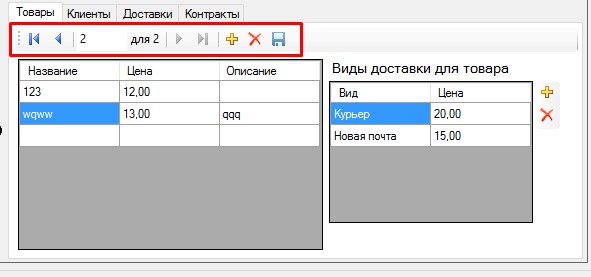 Товары Клиенты Доставки Контракты
2 для 2
Название Цена Описание
123 12,00
wqww 13,00 qqq
Виды доставки для товара
Вид Цена
Курьер 20,00
Новая почта 15,00